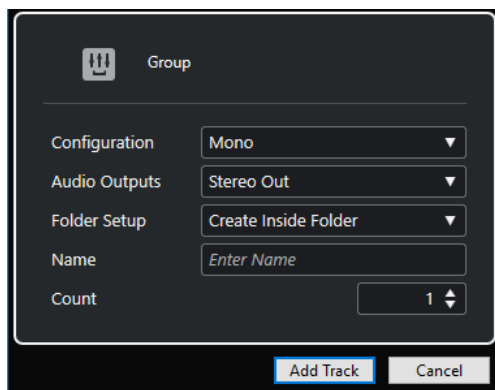 Group
Configuration Mono
Audio Outputs Stereo Out
Folder Setup Create Inside Folder
Name Enter Name
Count 1
Add Track Cancel